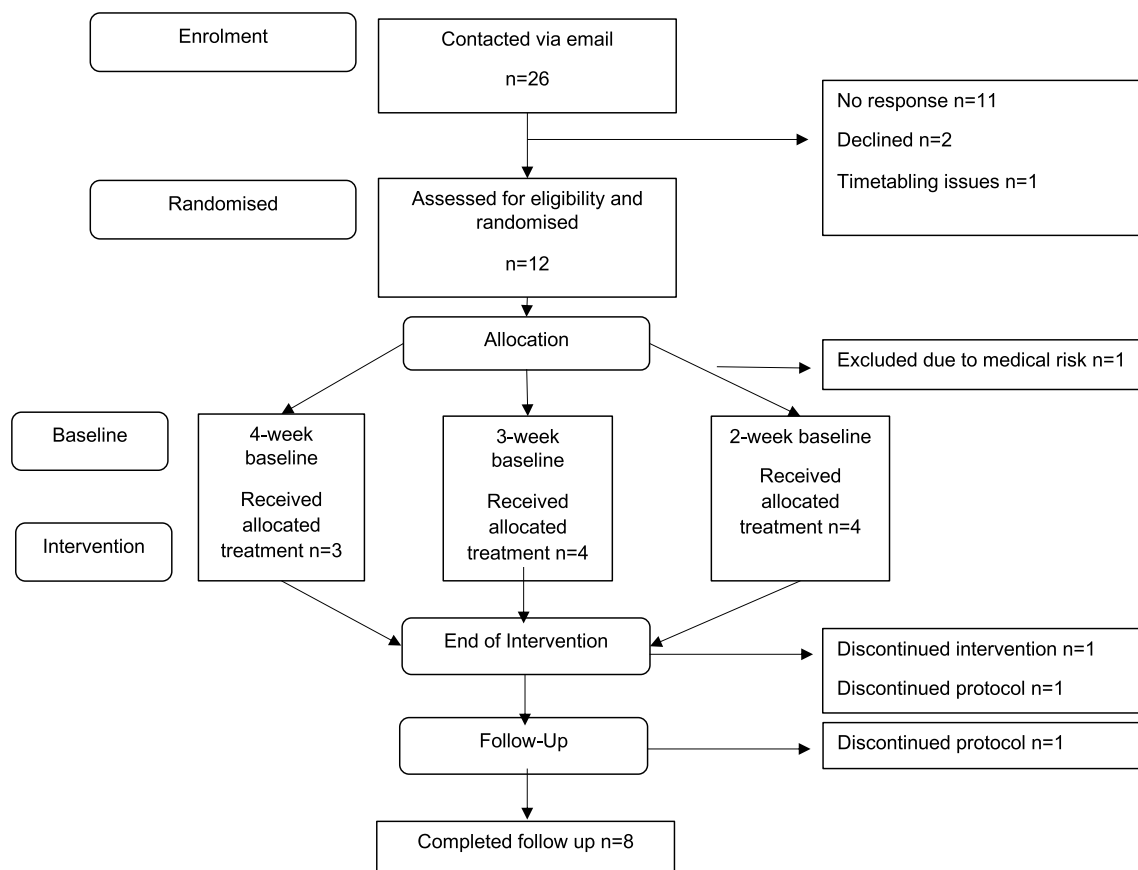 Enrolment
Contacted via email
n=26
No response n=11
Declined n=2
Timetabling issues n=1
Randomised
Assessed for eligibility and
randomised
n=12
Allocation
Excluded due to medical risk n=1
Baseline
4-week
baseline
Received
allocated
treatment n=3
3-week
baseline
Received
allocated
treatment n=4
2-week baseline
Received
allocated
treatment n=4
Intervention
End of Intervention
Discontinued intervention n=1
Discontinued protocol n=1
Follow-Up
Discontinued protocol n=1
Completed follow up n=8